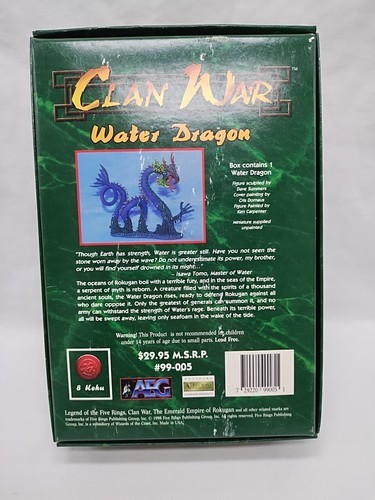 CLAN WAR™
Water Dragon
Box contains 1
Water Dragon
Figure sculpted by
Dave Summers
Cover painting by
Cris Dornaus
Figure Painted by
Ken Carpenter
Miniature supplied
unpainted
"Though Earth has strength, Water is greater still. Have you not seen the
stone worn away by the wave? Do not underestimate its power, my brother,
or you will find yourself drowned in its might..."
Isawa Tomo, Master of Water
The oceans of Rokugan boil with a terrible fury, and in the seas of the Empire,
a serpent of myth is reborn. A creature filled with the spirits of a thousand
ancient souls, the Water Dragon rises, ready to defend Rokugan against all
who dare oppose it. Only the greatest of generals can summon it, and no
army can withstand the strength of Water's rage. Beneath its terrible power,
all will be swept away, leaving only seafoam in the wake of the tide.
Warning! This Product is not recommended for children
under 14 years of age due to small parts. Lead Free.
$29.95 M.S.R.P.
#99-005
8 Koku
AEG
7 29220 99005 1
Legend of the Five Rings, Clan War, The Emerald Empire of Rokugan and all other related marks are
trademarks of Five Rings Publishing Group, Inc. © 1998 Five Rings Publishing Group, Inc. All rights reserved. Five Rings Publishing
Group, Inc. is a subsidiary of Wizards of the Coast, Inc. Made in USA.